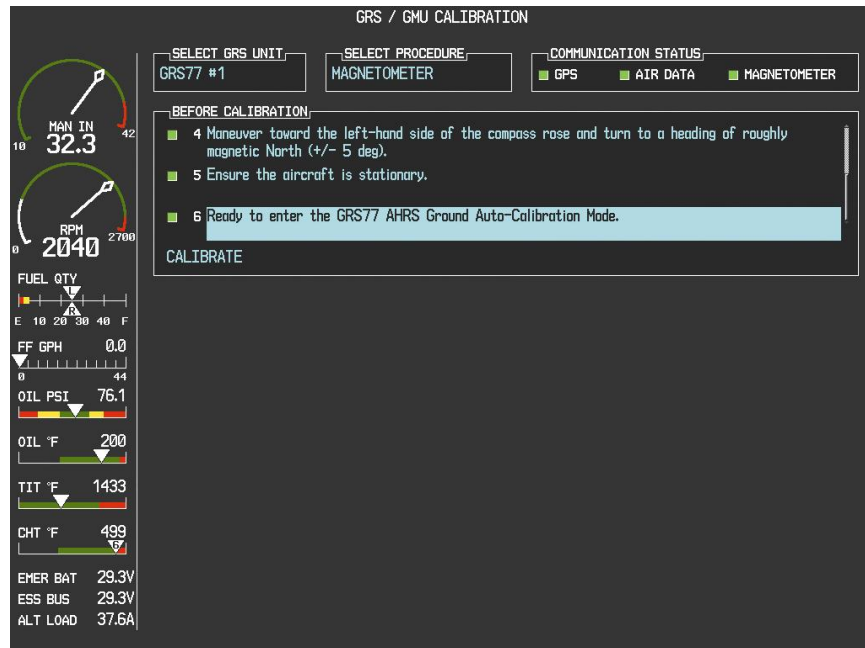 GRS / GMU CALIBRATION
SELECT GRS UNIT
GRS77 #1
SELECT PROCEDURE
MAGNETOMETER
COMMUNICATION STATUS
GPS AIR DATA MAGNETOMETER
BEFORE CALIBRATION
4 Maneuver toward the left-hand side of the compass rose and turn to a heading of roughly
magnetic North (+/- 5 deg).
5 Ensure the aircraft is stationary.
6 Ready to enter the GRS77 AHRS Ground Auto-Calibration Mode.
CALIBRATE
MAN IN
10 32.3 42
RPM
0 2040 2700
FUEL QTY
L
R
E 10 20 30 40 F
FF GPH 0.0
0 44
OIL PSI 76.1
OIL °F 200
TIT °F 1433
CHT °F 499
6
EMER BAT 29.3V
ESS BUS 29.3V
ALT LOAD 37.6A